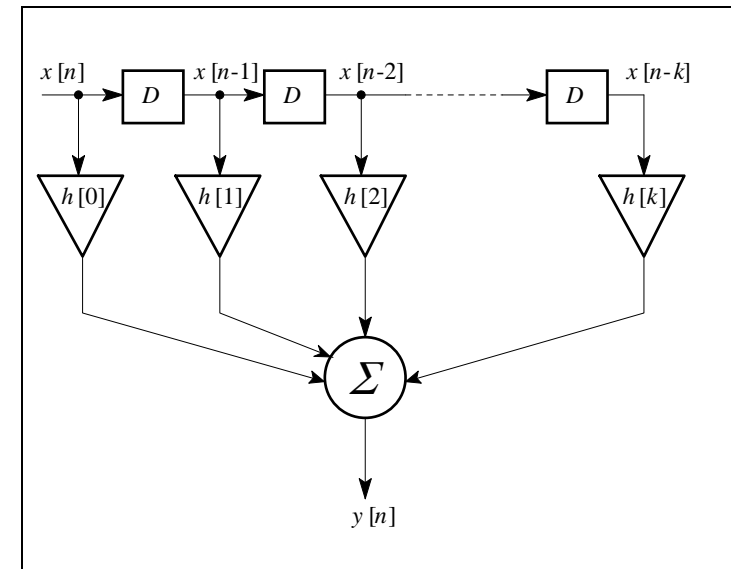 x[n] x[n-1] x[n-2] x[n-k]
D D D
h[0] h[1] h[2] h[k]
Σ
y[n]